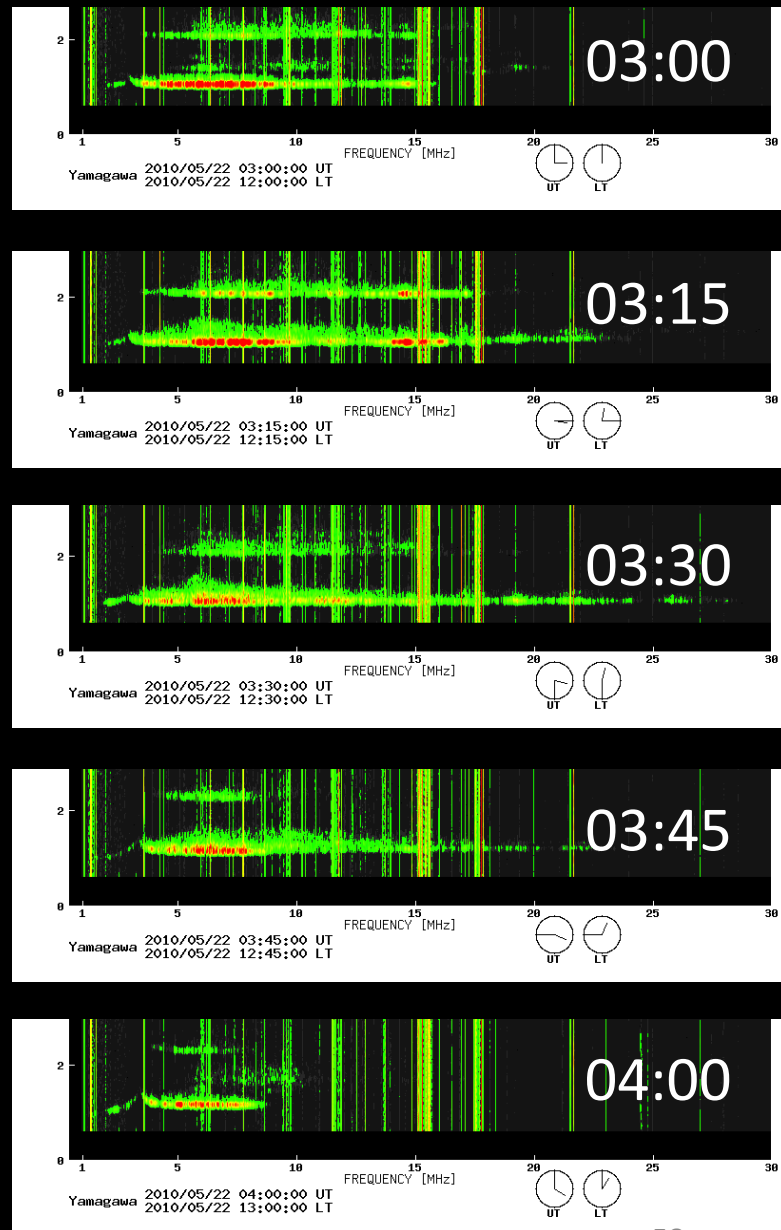 2
03:00
0
1 5 10 15 20 25 30
FREQUENCY [MHz]
Yamagawa 2010/05/22 03:00:00 UT
2010/05/22 12:00:00 LT
UT LT
2
03:15
0
1 5 10 15 20 25 30
FREQUENCY [MHz]
Yamagawa 2010/05/22 03:15:00 UT
2010/05/22 12:15:00 LT
UT LT
2
03:30
0
1 5 10 15 20 25 30
FREQUENCY [MHz]
Yamagawa 2010/05/22 03:30:00 UT
2010/05/22 12:30:00 LT
UT LT
2
03:45
0
1 5 10 15 20 25 30
FREQUENCY [MHz]
Yamagawa 2010/05/22 03:45:00 UT
2010/05/22 12:45:00 LT
UT LT
2
04:00
0
1 5 10 15 20 25 30
FREQUENCY [MHz]
Yamagawa 2010/05/22 04:00:00 UT
2010/05/22 13:00:00 LT
UT LT